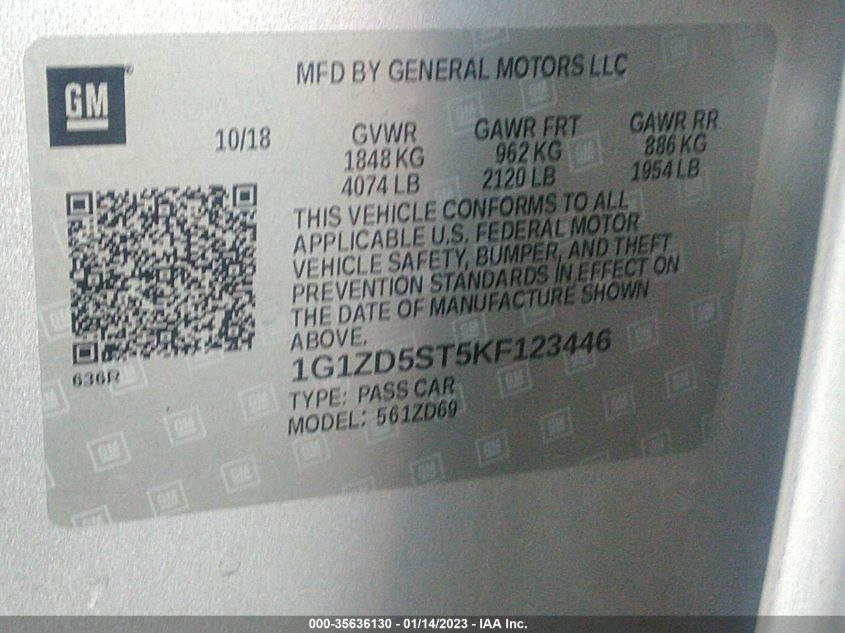 MFD BY GENERAL MOTORS LLC
GM
10/18 GVWR GAWR FRT GAWR RR
1848 KG 962 KG 886 KG
4074 LB 2120 LB 1954 LB
THIS VEHICLE CONFORMS TO ALL
APPLICABLE U.S. FEDERAL MOTOR
VEHICLE SAFETY, BUMPER, AND THEFT
PREVENTION STANDARDS IN EFFECT ON
THE DATE OF MANUFACTURE SHOWN
ABOVE.
636R
1G1ZD5ST5KF123446
TYPE: PASS CAR
MODEL: 561ZD69
000-35636130 - 01/14/2023 - IAA Inc.